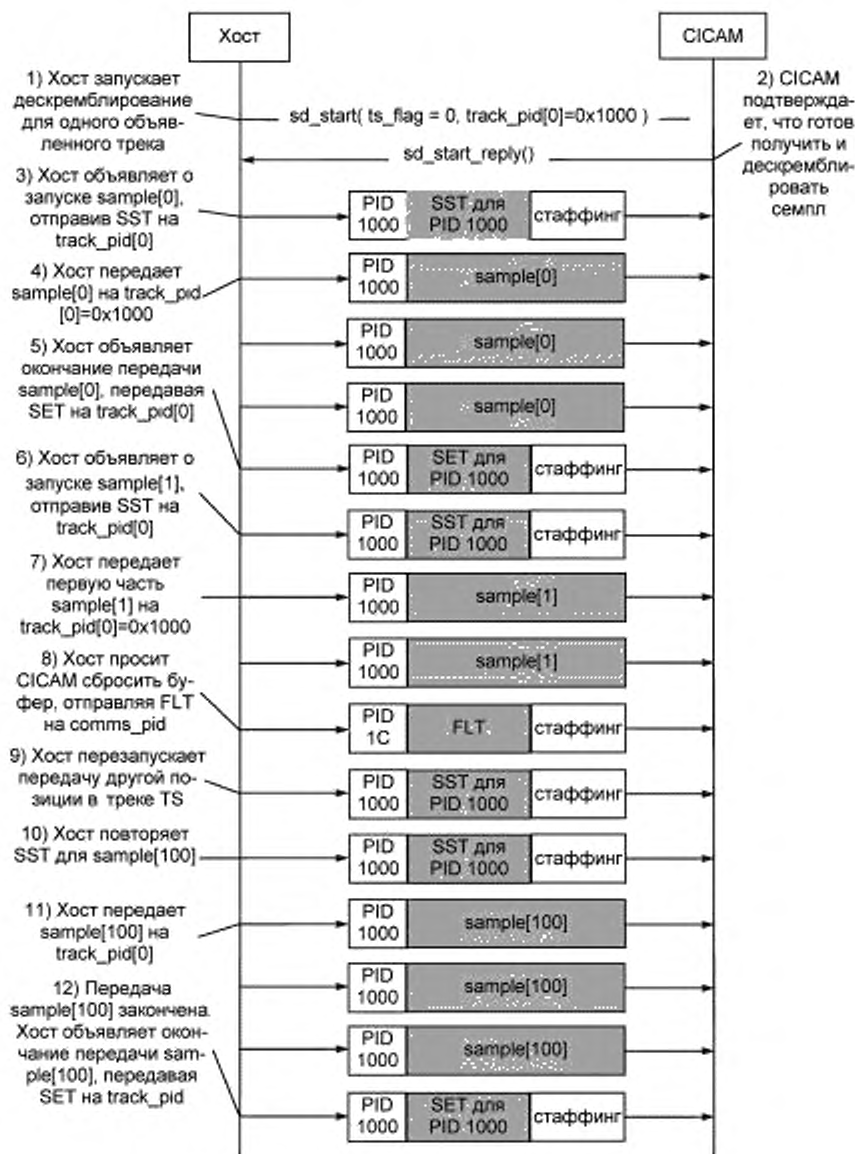 Хост
CICAM
1) Хост запускает
дескремблирование
для одного объяв-
ленного трека
sd_start( ts_flag = 0, track_pid[0]=0x1000 )
2) CICAM
подтвержда-
ет, что готов
получить и
дескрембли-
ровать
семпл
sd_start_reply()
3) Хост объявляет о
запуске sample[0],
отправив SST на
track_pid[0]
PID
1000
SST для
PID 1000
стаффинг
4) Хост передает
sample[0] на track_pid
[0]=0x1000
PID
1000
sample[0]
5) Хост объявляет
окончание передачи
sample[0], передавая
SET на track_pid[0]
PID
1000
sample[0]
PID
1000
sample[0]
PID
1000
SET для
PID 1000
стаффинг
6) Хост объявляет о
запуске sample[1],
отправив SST на
track_pid[0]
PID
1000
SST для
PID 1000
стаффинг
7) Хост передает
первую часть
sample[1] на
track_pid[0]=0x1000
PID
1000
sample[1]
PID
1000
sample[1]
8) Хост просит
CICAM сбросить бу-
фер, отправляя FLT
на comms_pid
PID
1C
FLT
стаффинг
9) Хост перезапускает
передачу другой по-
зиции в треке TS
PID
1000
SST для
PID 1000
стаффинг
10) Хост повторяет
SST для sample[100]
PID
1000
SST для
PID 1000
стаффинг
11) Хост передает
sample[100] на
track_pid[0]
PID
1000
sample[100]
PID
1000
sample[100]
12) Передача
sample[100] закончена.
Хост объявляет окон-
чание передачи sam-
ple[100], передавая
SET на track_pid
PID
1000
sample[100]
PID
1000
SET для
PID 1000
стаффинг